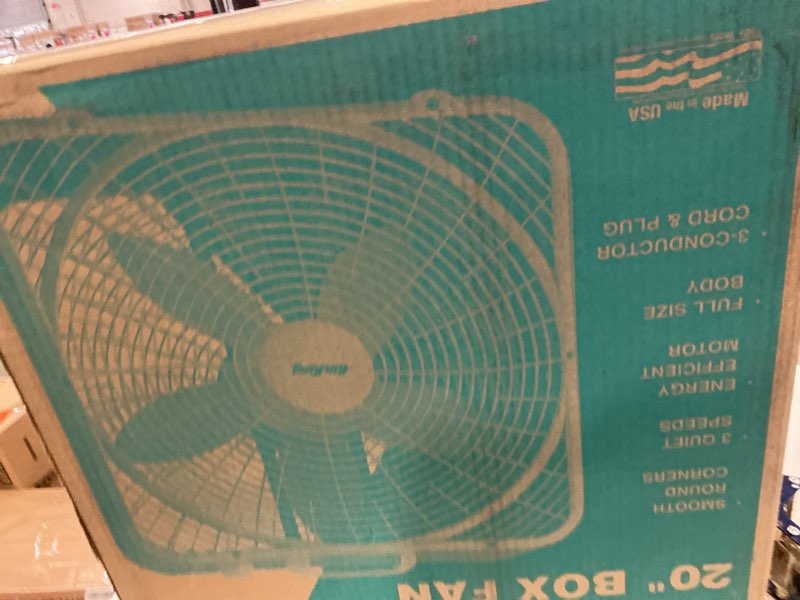 20" BOX FAN
• SMOOTH
ROUND
CORNERS
• 3 QUIET
SPEEDS
• ENERGY
EFFICIENT
MOTOR
• FULL SIZE
BODY
• 3-CONDUCTOR
CORD & PLUG
Made in the USA